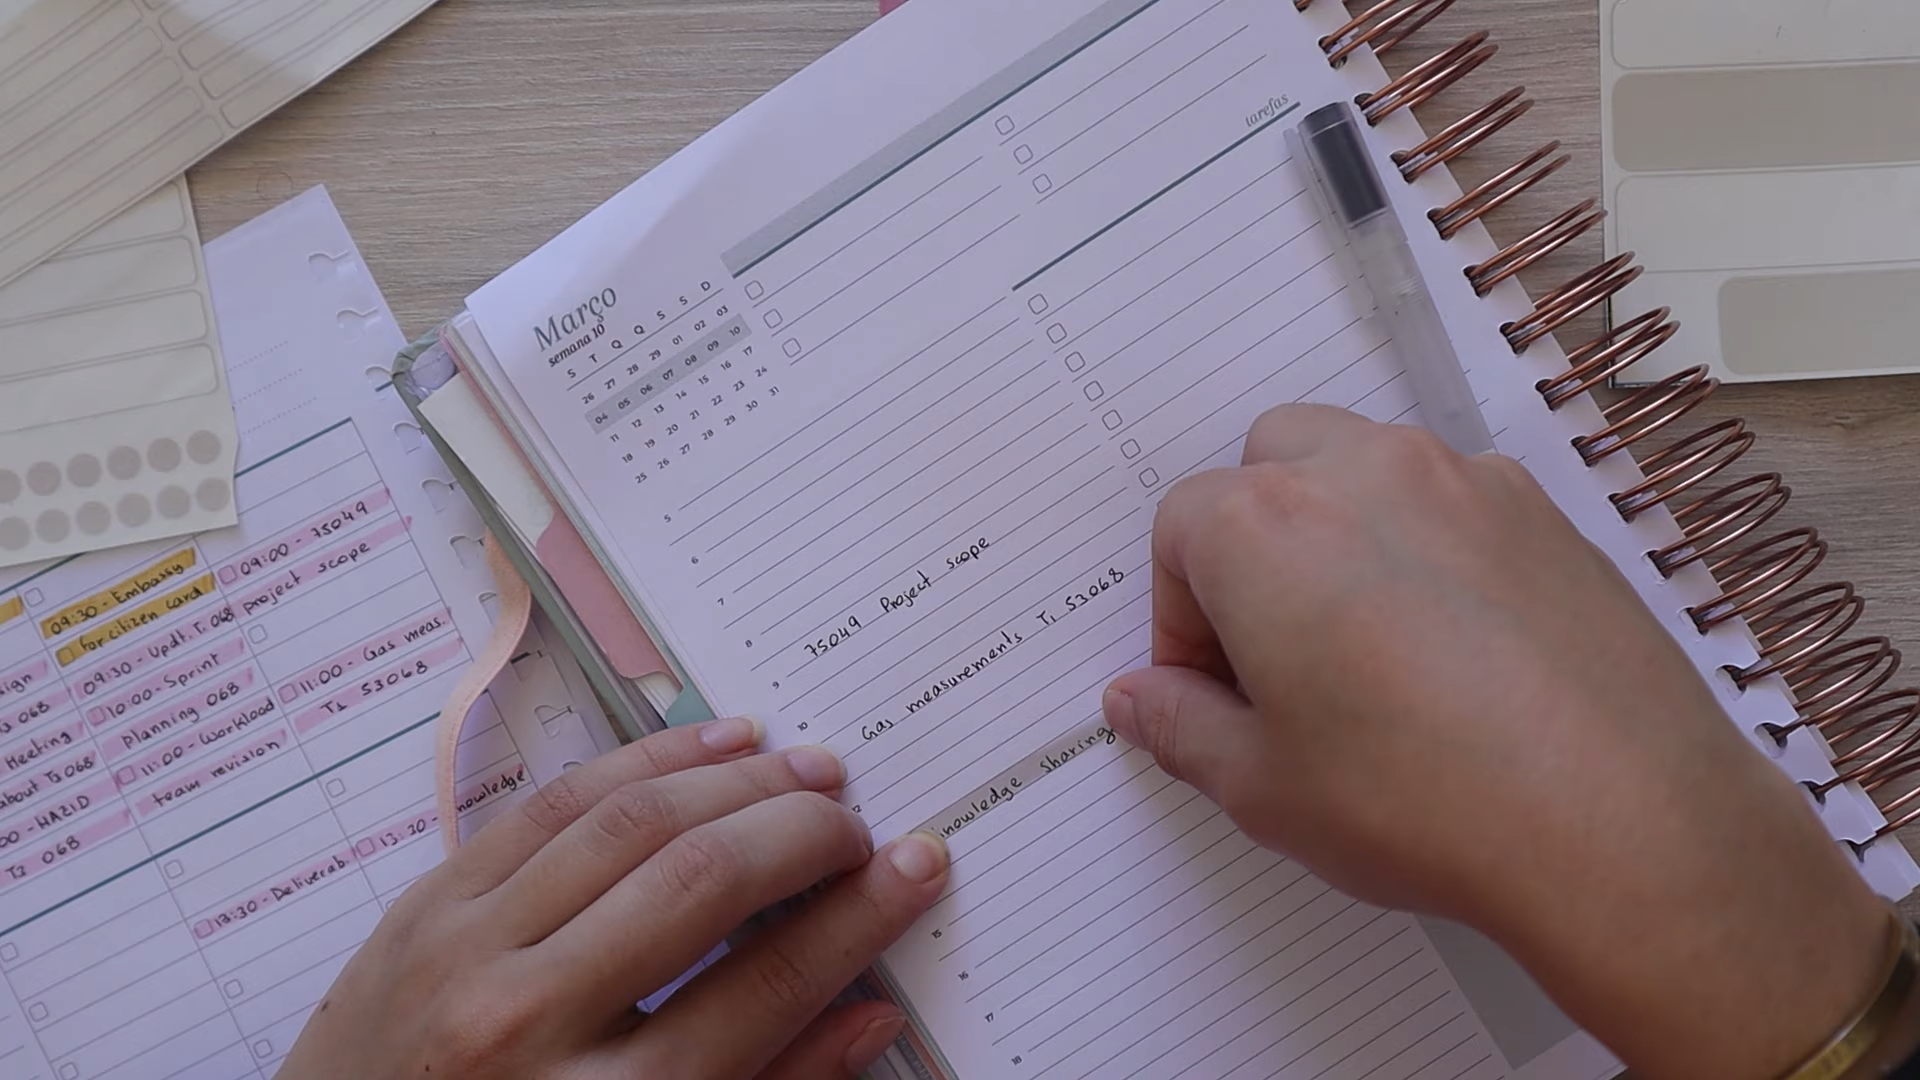 tarefas
Março
semana 10
S T Q Q S S D
26 27 28 29 01 02 03
04 05 06 07 08 09 10
11 12 13 14 15 16 17
18 19 20 21 22 23 24
25 26 27 28 29 30 31
5
6
7
8
75049 Project scope
9
10
Gas measurements T1 53068
12
knowledge sharing
15
16
17
18
09:30 - Embassy
for citizen card
09:30 - Updt. T. 068
10:00 - Sprint
Planning 068
11:00 - Workload
team revision
Meeting
about T3 068
HAZID
068
Deliverab.
09:00 - 75049
project scope
11:00 - Gas meas.
T1 53068
13:30 -
nowledge